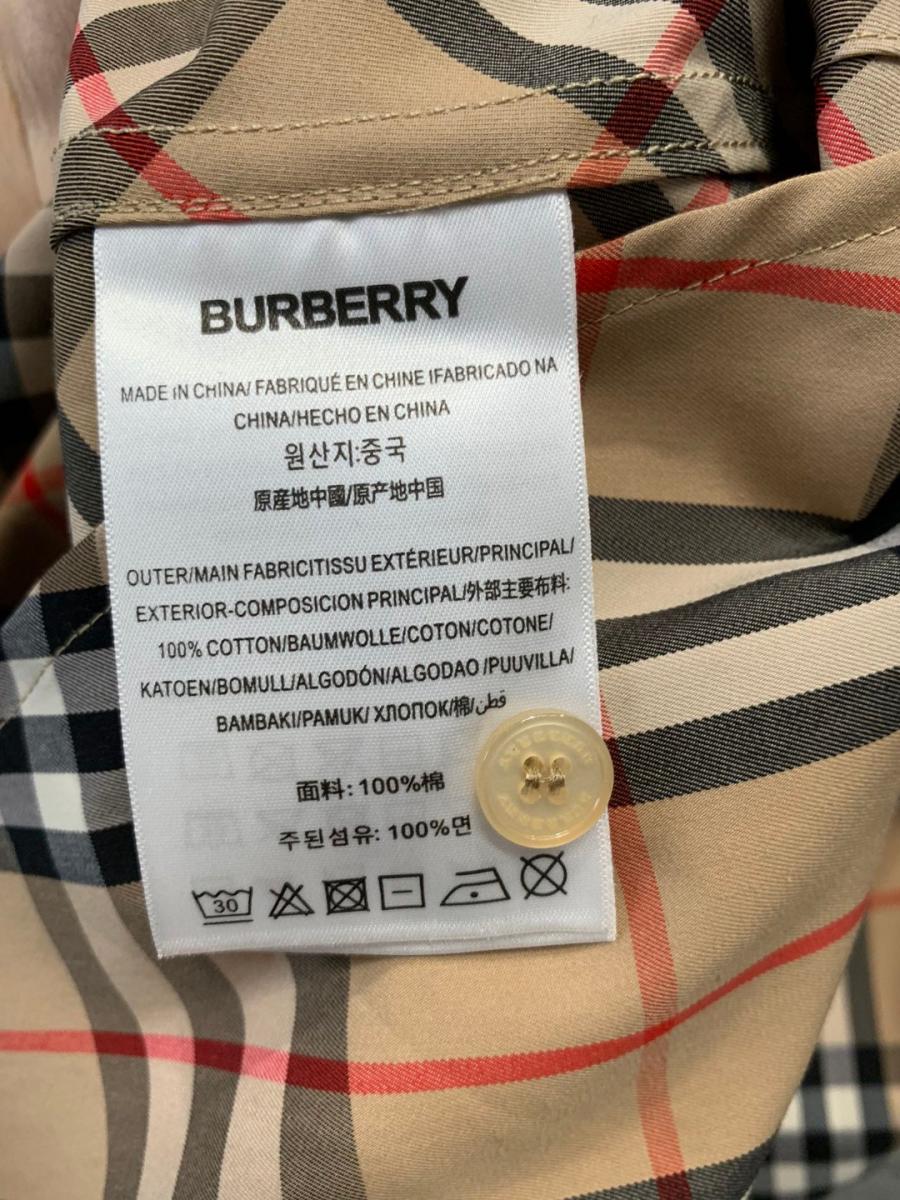 BURBERRY
MADE IN CHINA/ FABRIQUÉ EN CHINE IFABRICADO NA
CHINA/HECHO EN CHINA
원산지:중국
原産地中國/原产地中国
OUTER/MAIN FABRICITISSU EXTÉRIEUR/PRINCIPAL/
EXTERIOR-COMPOSICION PRINCIPAL/外部主要布料:
100% COTTON/BAUMWOLLE/COTON/COTONE/
KATOEN/BOMULL/ALGODÓN/ALGODAO /PUUVILLA/
BAMBAKI/PAMUK/ ХЛОПОК/棉/قطن
面料: 100%棉
주된섬유: 100%면
30